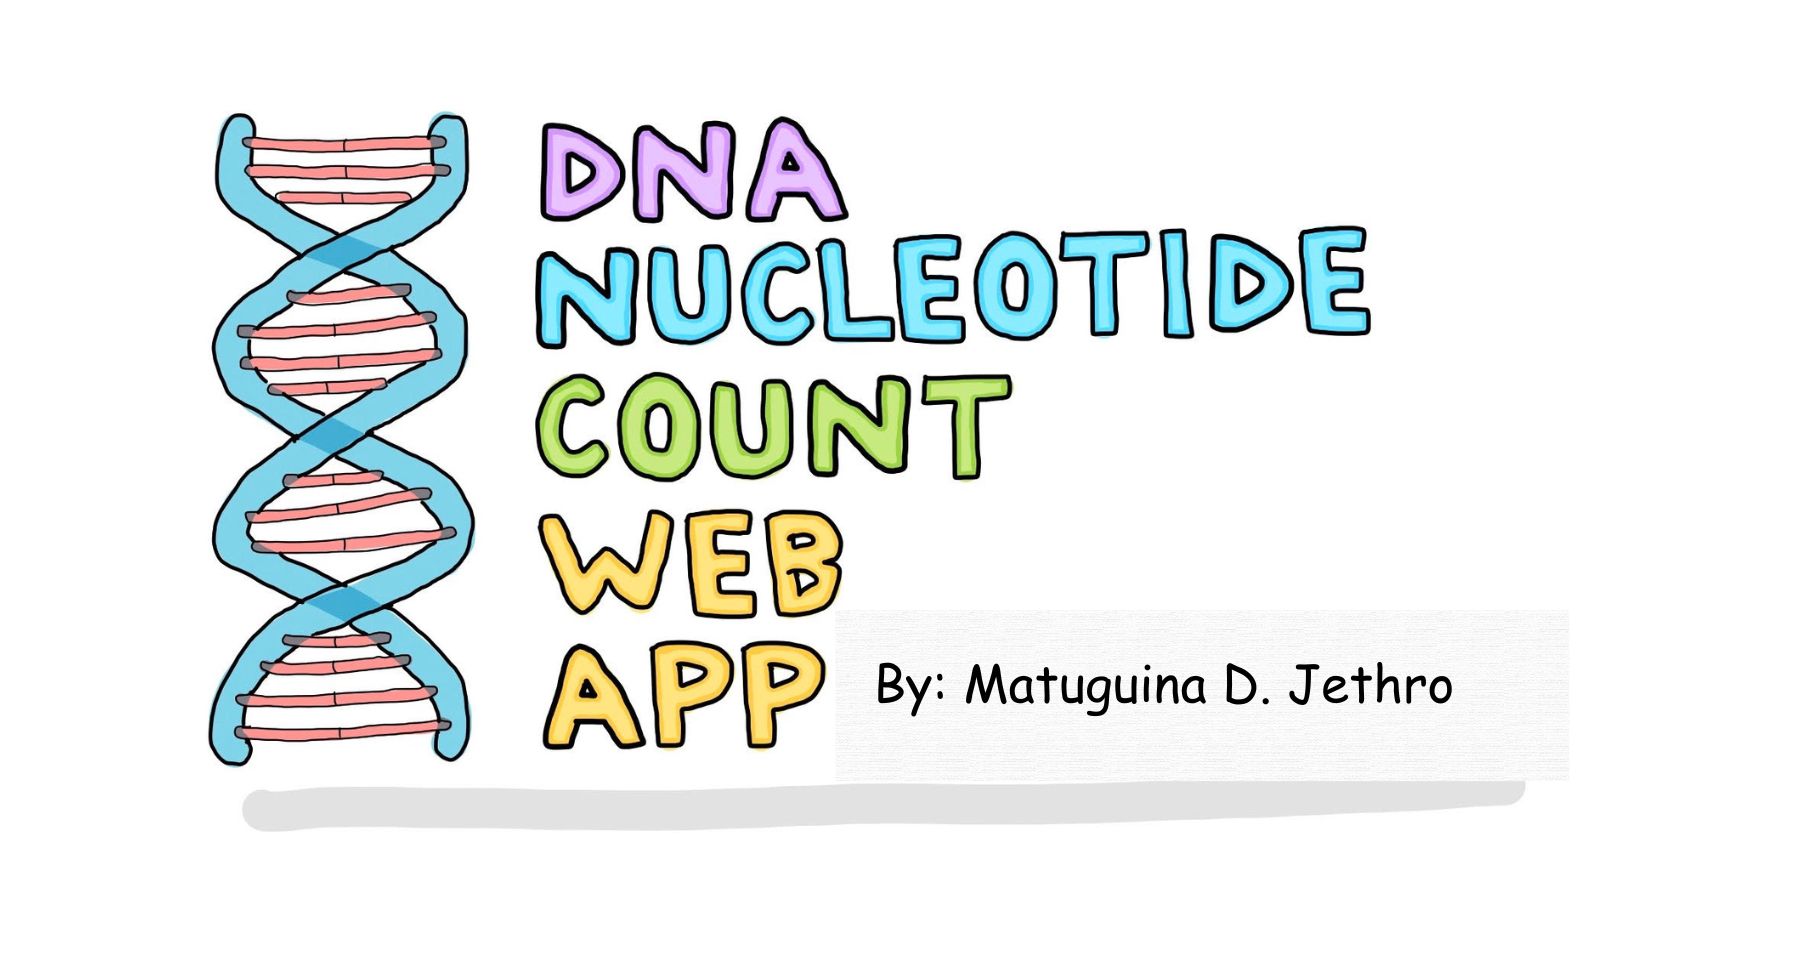 DNA
NUCLEOTIDE
COUNT
WEB
APP
By: Matuguina D. Jethro